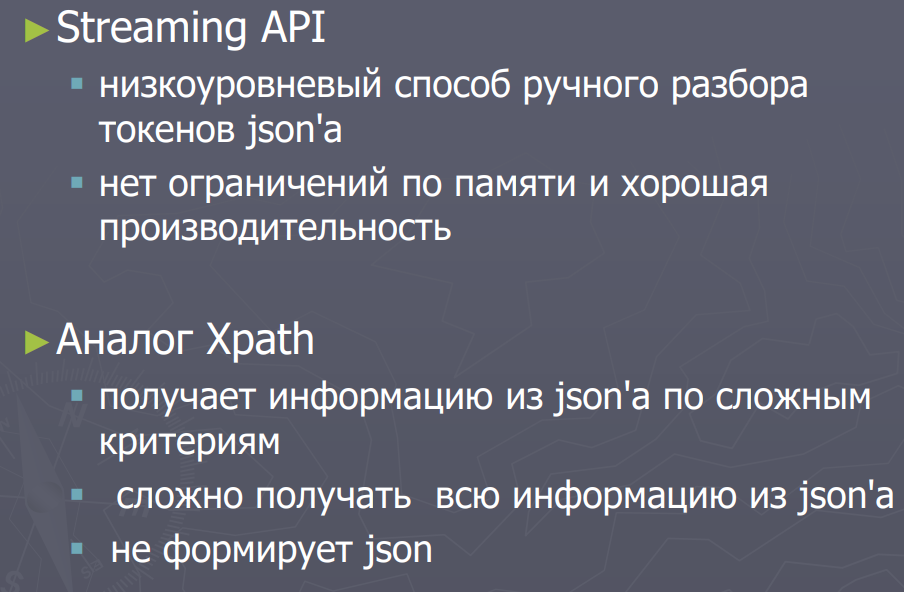 Streaming API
низкоуровневый способ ручного разбора
токенов json'а
нет ограничений по памяти и хорошая
производительность
Аналог Xpath
получает информацию из json'а по сложным
критериям
сложно получать всю информацию из json'а
не формирует json